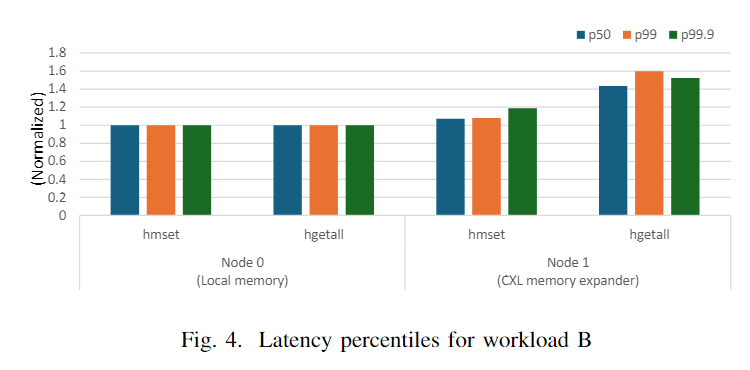 p50 p99 p99.9
(Normalized)
1.8
1.6
1.4
1.2
1
0.8
0.6
0.4
0.2
0
hmset hgetall hmset hgetall
Node 0 Node 1
(Local memory) (CXL memory expander)
Fig. 4. Latency percentiles for workload B